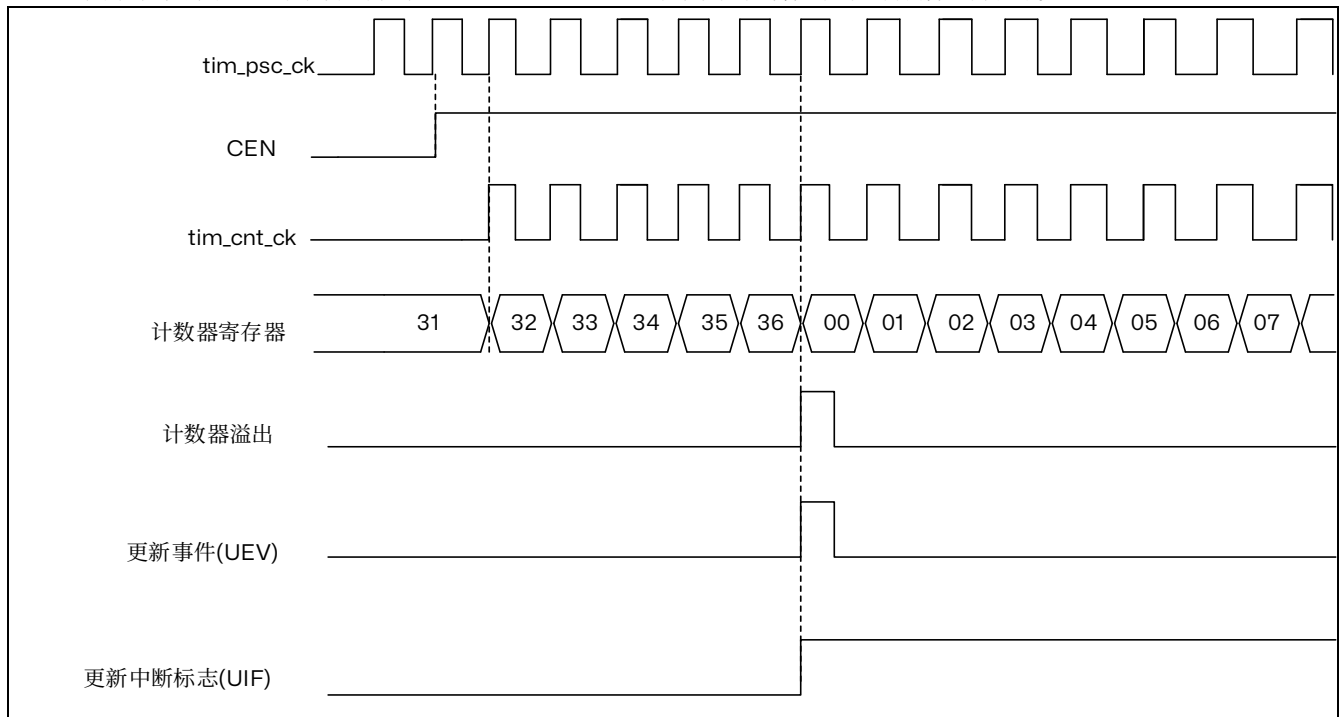 tim_psc_ck
CEN
tim_cnt_ck
计数器寄存器 31 32 33 34 35 36 00 01 02 03 04 05 06 07
计数器溢出
更新事件(UEV)
更新中断标志(UIF)